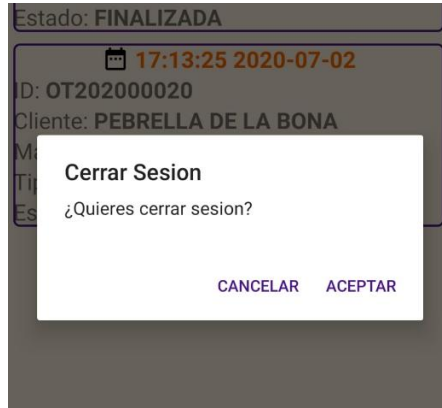 Estado: FINALIZADA
17:13:25 2020-07-02
ID: OT202000020
Cliente: PEBRELLA DE LA BONA
Cerrar Sesion
¿Quieres cerrar sesion?
CANCELAR ACEPTAR